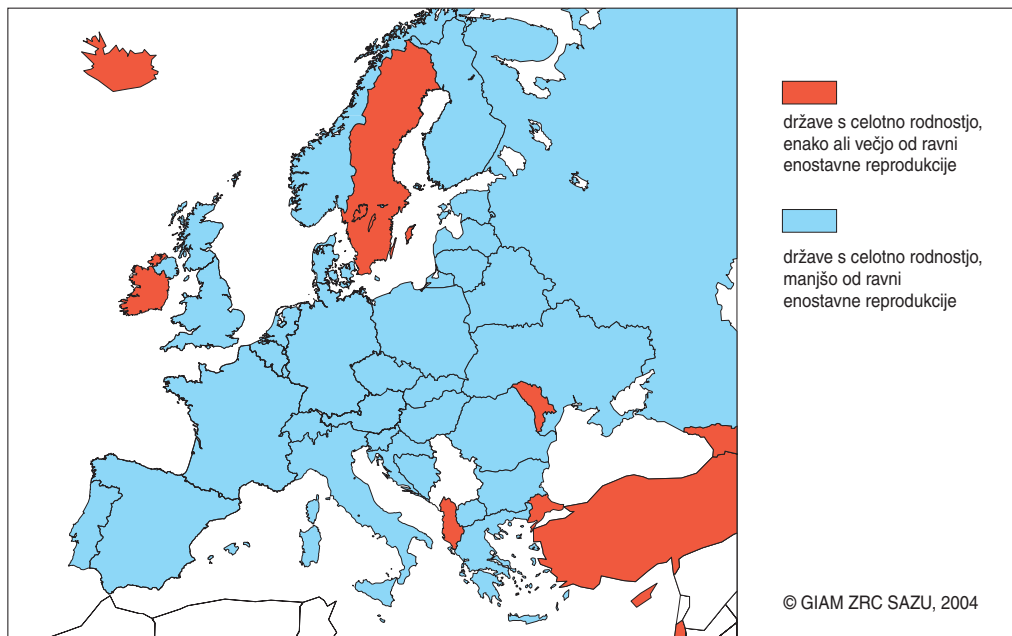 države s celotno rodnostjo,
enako ali večjo od ravni
enostavne reprodukcije
države s celotno rodnostjo,
manjšo od ravni
enostavne reprodukcije
© GIAM ZRC SAZU, 2004